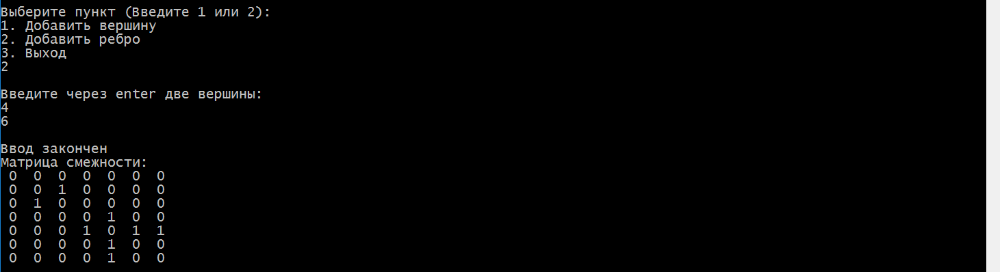 Выберите пункт (Введите 1 или 2):
1. Добавить вершину
2. Добавить ребро
3. Выход
2
Введите через enter две вершины:
4
6
Ввод закончен
Матрица смежности:
0 0 0 0 0 0 0
0 0 1 0 0 0 0
0 1 0 0 0 0 0
0 0 0 0 1 0 0
0 0 0 1 0 1 1
0 0 0 0 1 0 0
0 0 0 0 1 0 0